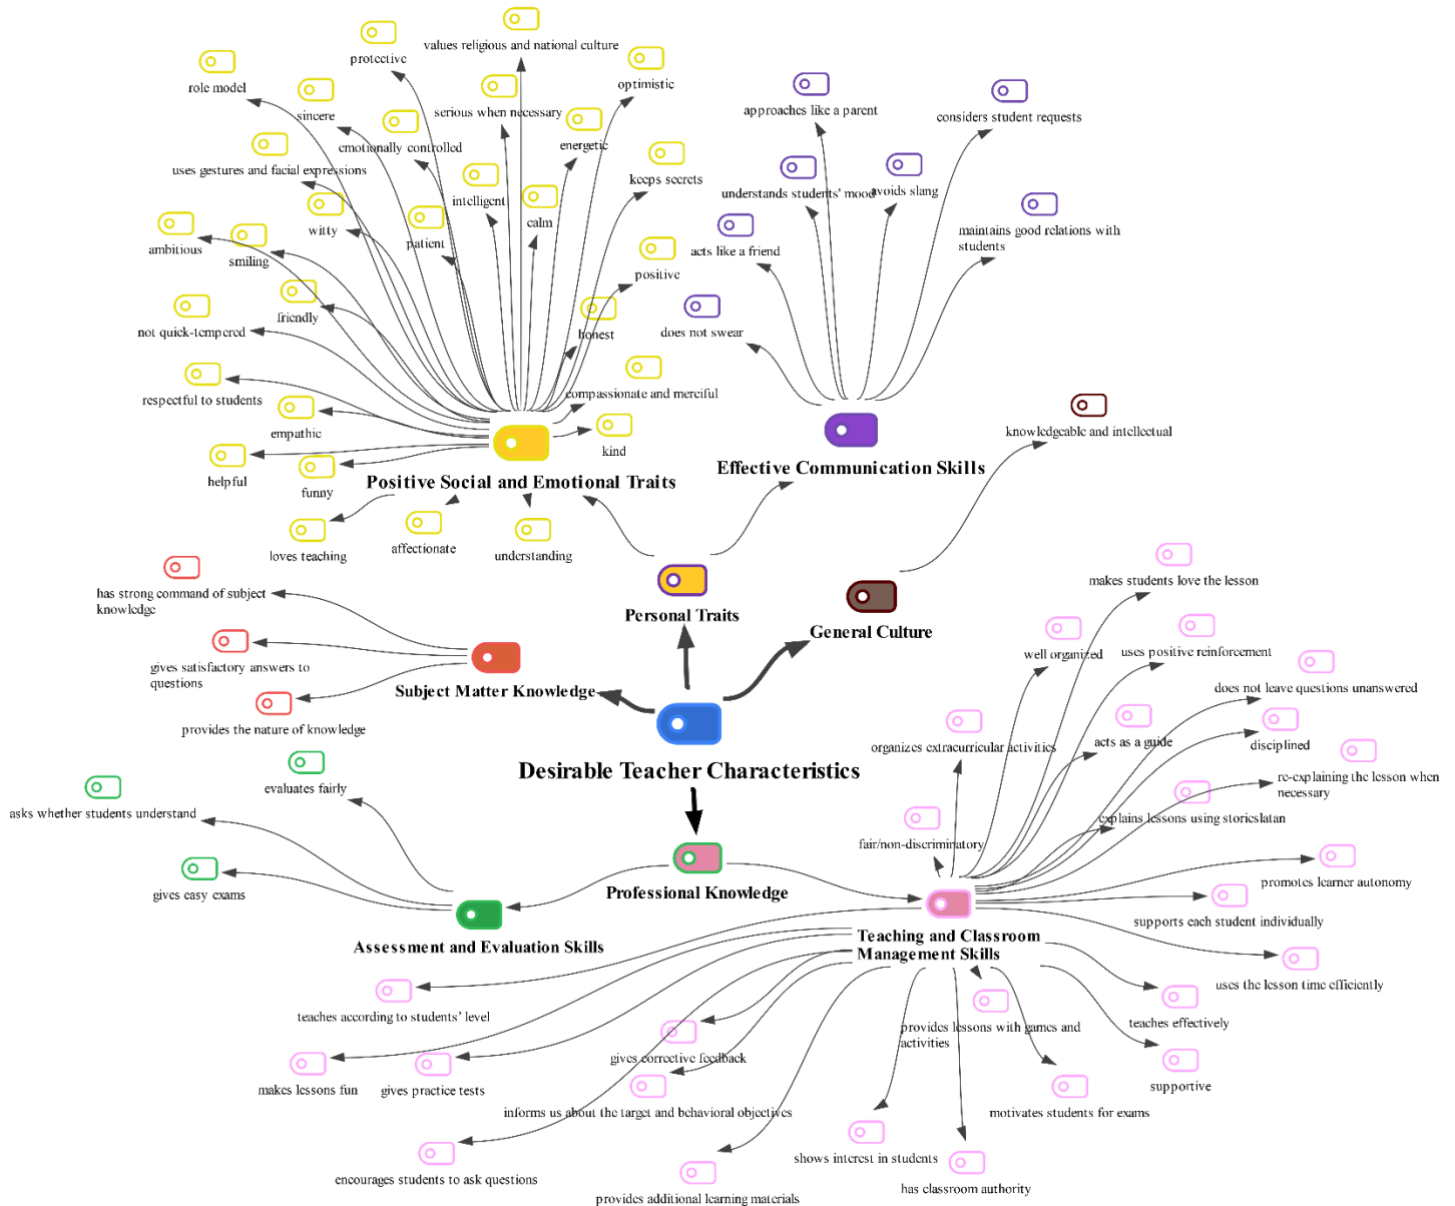 values religious and national culture
protective
optimistic
role model
serious when necessary
sincere
emotionally controlled
energetic
uses gestures and facial expressions
keeps secrets
intelligent
witty
calm
patient
ambitious
smiling
positive
friendly
not quick-tempered
honest
respectful to students
compassionate and merciful
empathic
kind
helpful
funny
Positive Social and Emotional Traits
loves teaching
affectionate
understanding
approaches like a parent
considers student requests
understands students' mood
avoids slang
acts like a friend
maintains good relations with
students
does not swear
Effective Communication Skills
knowledgeable and intellectual
Personal Traits
General Culture
has strong command of subject
knowledge
gives satisfactory answers to
questions
provides the nature of knowledge
Subject Matter Knowledge
Desirable Teacher Characteristics
makes students love the lesson
well organized
uses positive reinforcement
does not leave questions unanswered
organizes extracurricular activities
acts as a guide
disciplined
re-explaining the lesson when
necessary
explains lessons using storieslatan
fair/non-discriminatory
promotes learner autonomy
supports each student individually
evaluates fairly
asks whether students understand
gives easy exams
Professional Knowledge
Assessment and Evaluation Skills
Teaching and Classroom
Management Skills
uses the lesson time efficiently
teaches according to students' level
teaches effectively
provides lessons with games and
activities
gives corrective feedback
makes lessons fun
gives practice tests
supportive
informs us about the target and behavioral objectives
motivates students for exams
shows interest in students
encourages students to ask questions
has classroom authority
provides additional learning materials